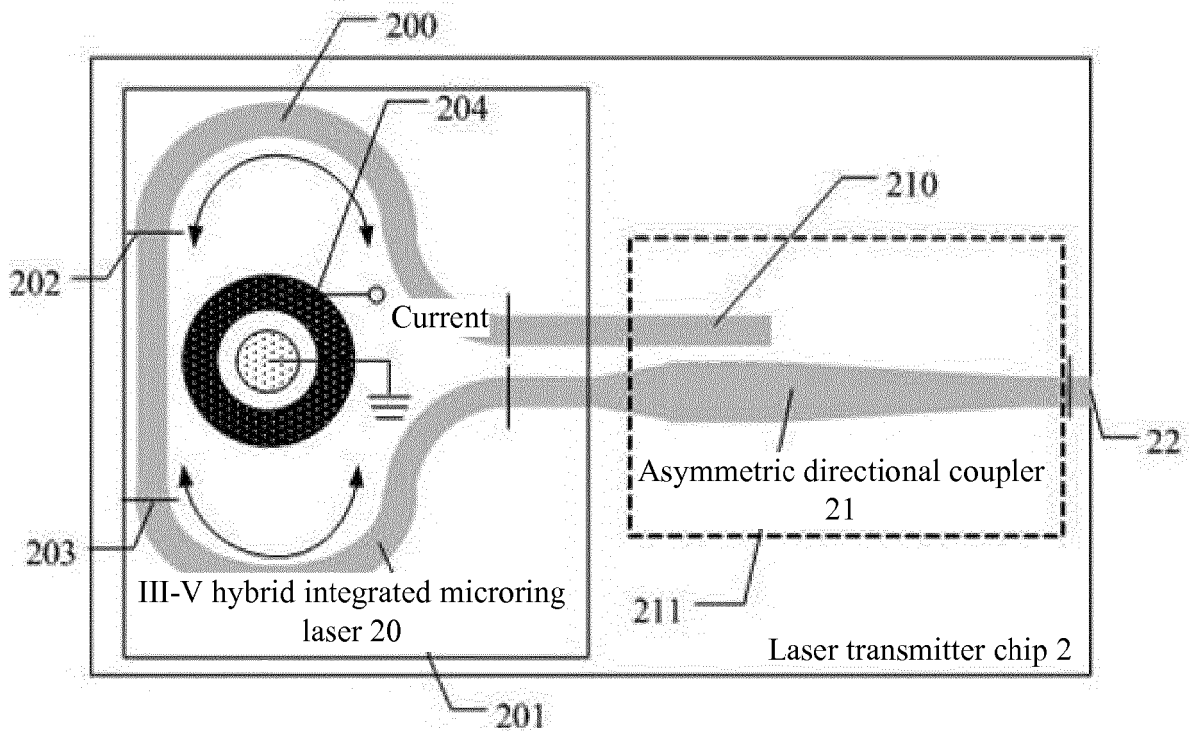 200
204
210
202
Current
22
Asymmetric directional coupler
21
203
III-V hybrid integrated microring
laser 20
211
Laser transmitter chip 2
201